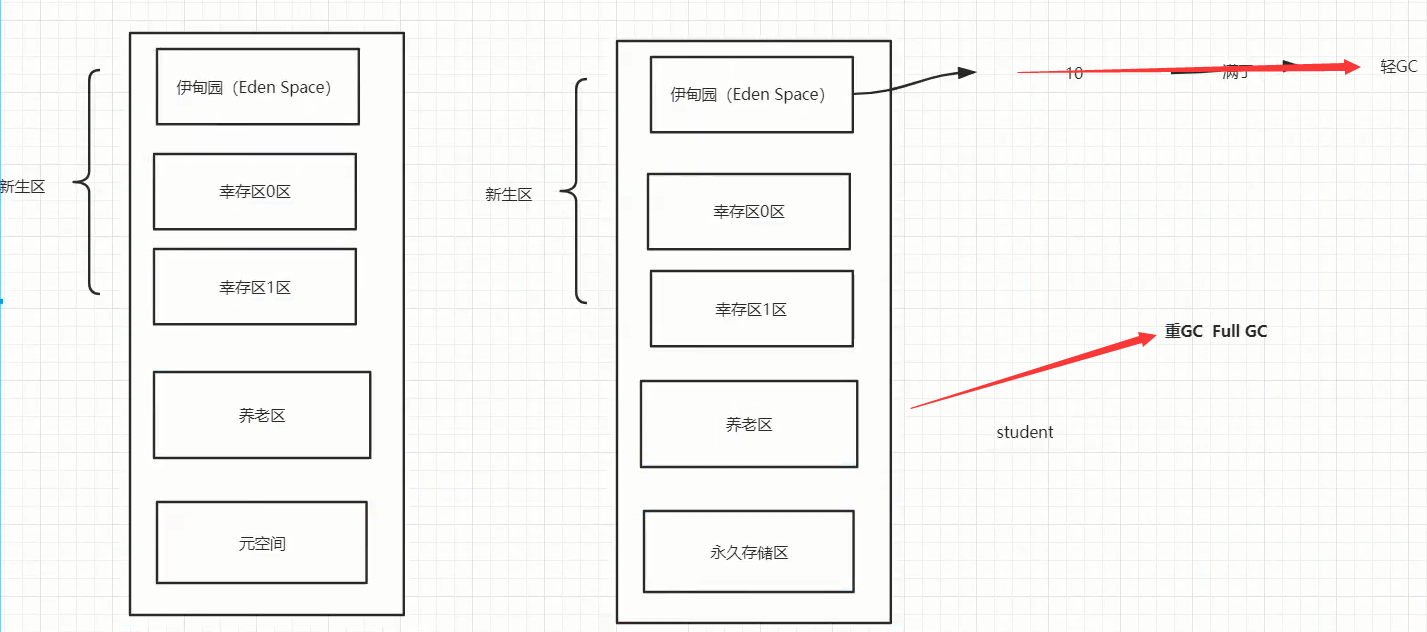 伊甸园（Eden Space）
新生区
幸存区0区
幸存区1区
养老区
元空间
伊甸园（Eden Space）
10
满了
轻GC
新生区
幸存区0区
幸存区1区
重GC Full GC
养老区
student
永久存储区